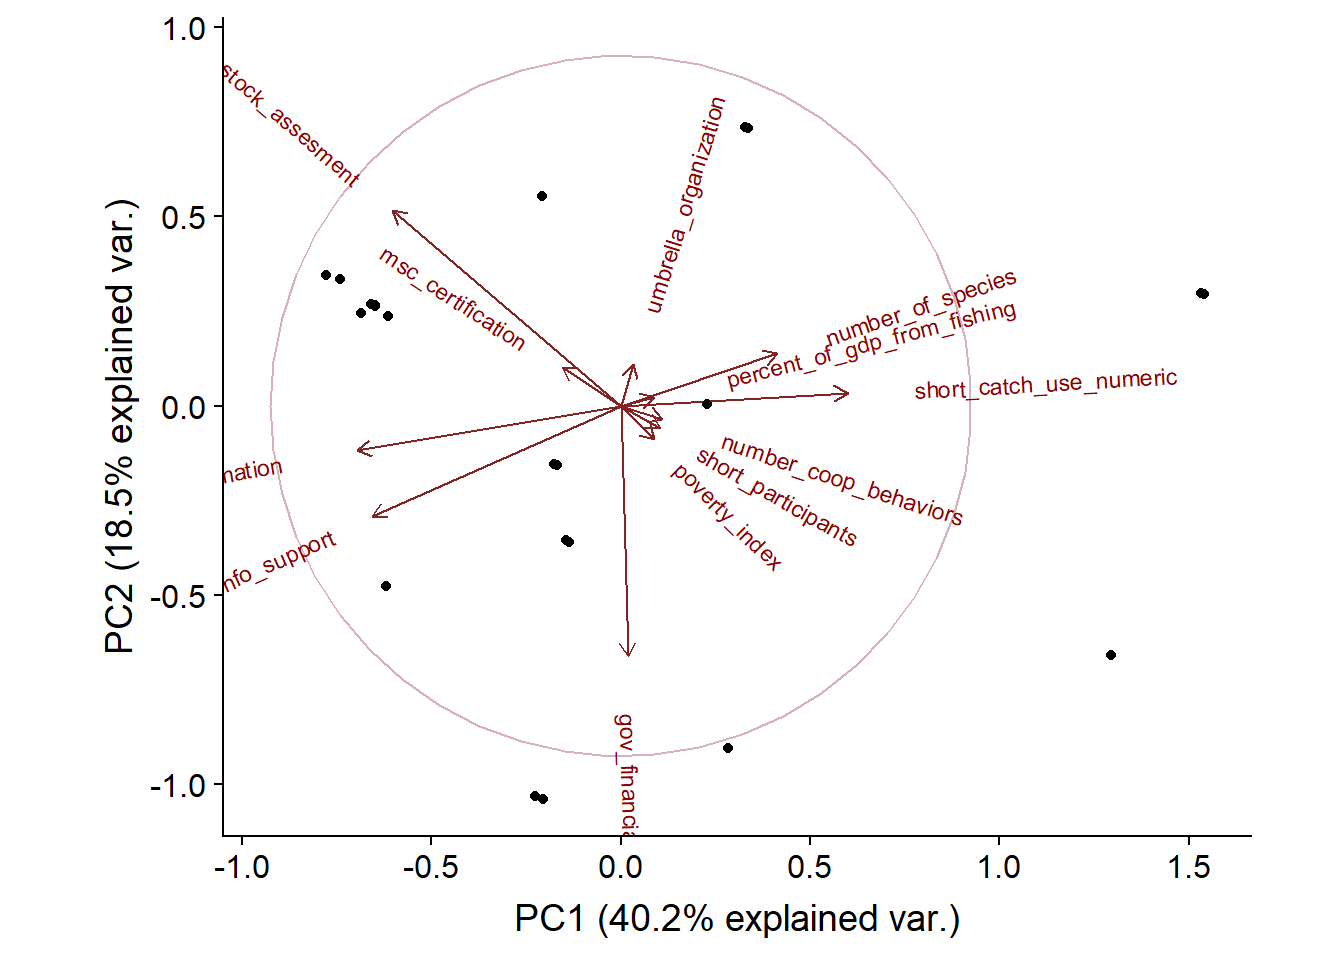 1.0
0.5
0.0
-0.5
-1.0
PC2 (18.5% explained var.)
stock_assesment
msc_certification
umbrella_organization
number_of_species
percent_of_gdp_from_fishing
short_catch_use_numeric
nation
nfo_support
number_coop_behaviors
short_participants
poverty_index
gov_financia
-1.0 -0.5 0.0 0.5 1.0 1.5
PC1 (40.2% explained var.)